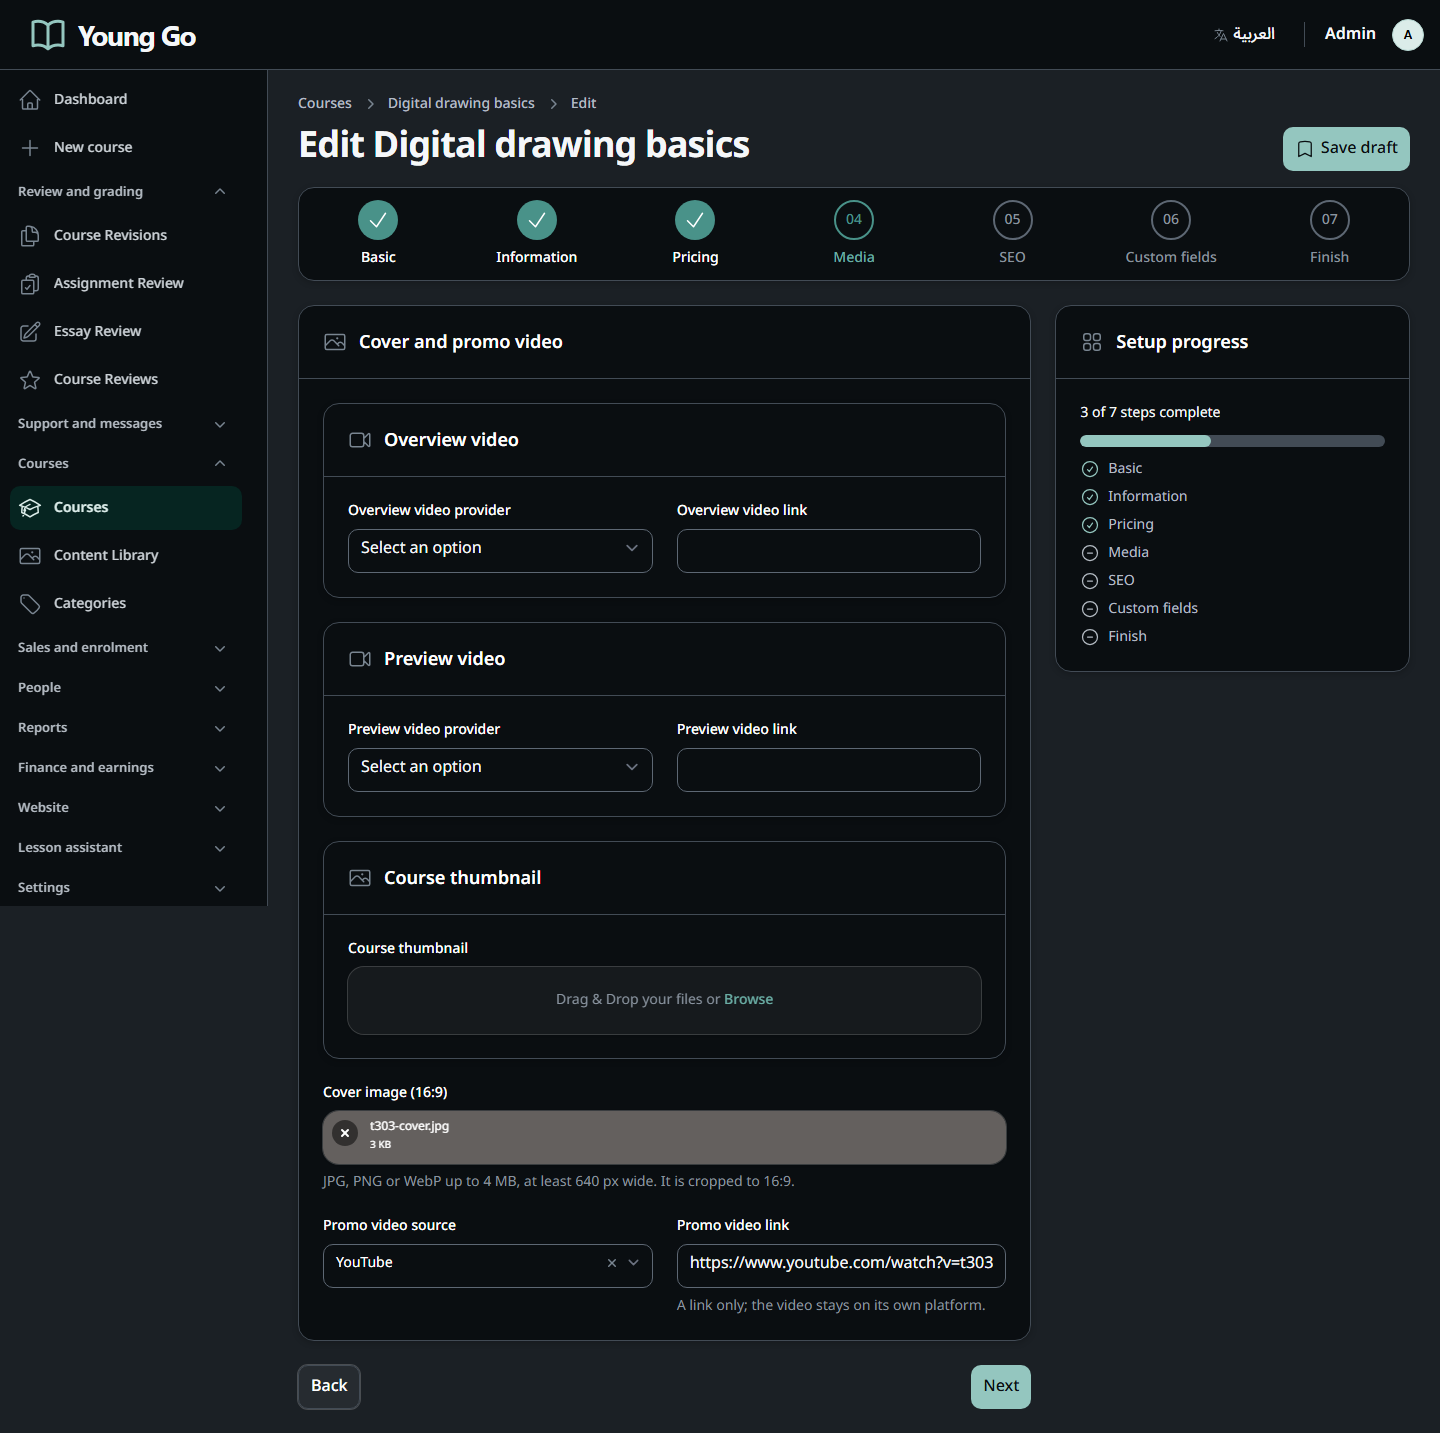 Young Go
العربية
Admin
A
Dashboard
New course
Review and grading
Course Revisions
Assignment Review
Essay Review
Course Reviews
Support and messages
Courses
Courses
Content Library
Categories
Sales and enrolment
People
Reports
Finance and earnings
Website
Lesson assistant
Settings
Courses > Digital drawing basics > Edit
Edit Digital drawing basics
Save draft
Basic
Information
Pricing
04
Media
05
SEO
06
Custom fields
07
Finish
Cover and promo video
Overview video
Overview video provider
Select an option
Overview video link
Preview video
Preview video provider
Select an option
Preview video link
Course thumbnail
Course thumbnail
Drag & Drop your files or Browse
Cover image (16:9)
t303-cover.jpg
3 KB
JPG, PNG or WebP up to 4 MB, at least 640 px wide. It is cropped to 16:9.
Promo video source
YouTube
Promo video link
https://www.youtube.com/watch?v=t303
A link only; the video stays on its own platform.
Back
Next
Setup progress
3 of 7 steps complete
Basic
Information
Pricing
Media
SEO
Custom fields
Finish